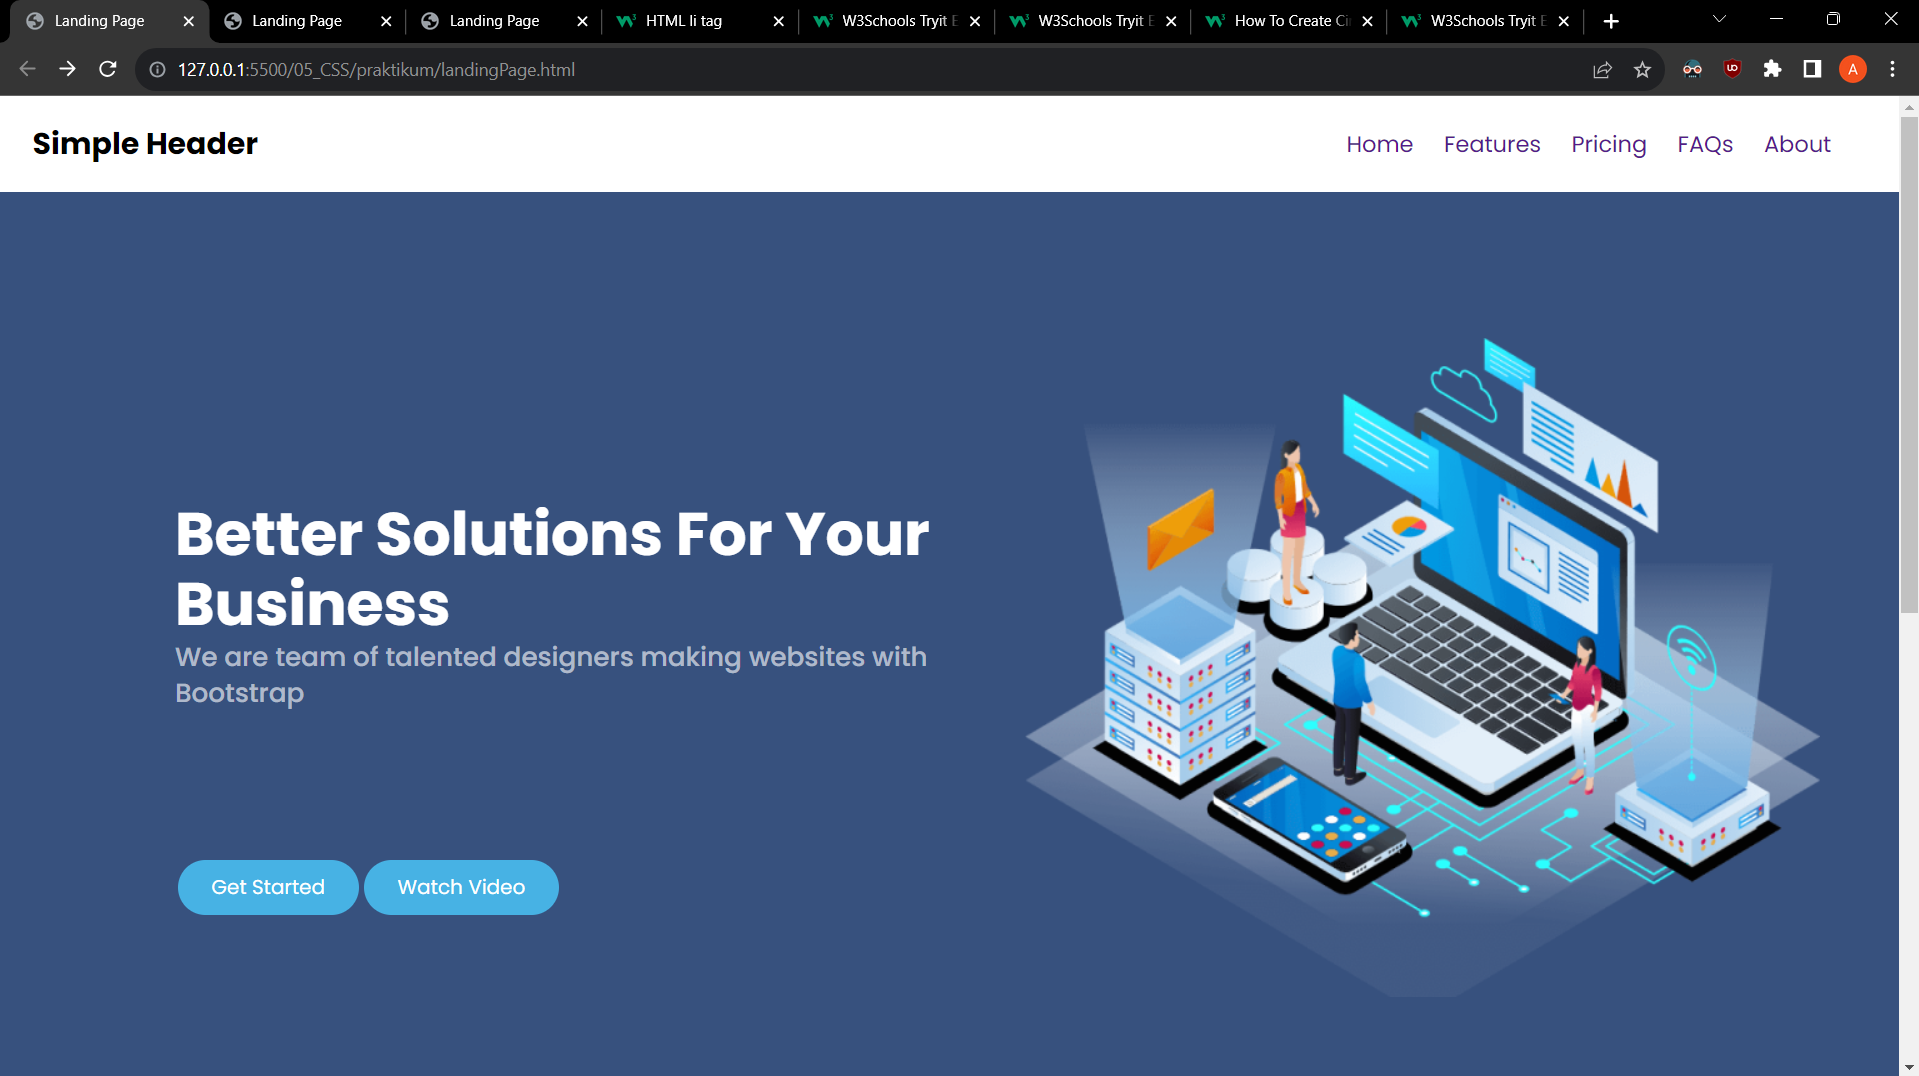 Landing Page
Landing Page
Landing Page
HTML li tag
W3Schools Tryit E
W3Schools Tryit E
How To Create Ci
W3Schools Tryit E
127.0.0.1:5500/05_CSS/praktikum/landingPage.html
A
Simple Header
Home Features Pricing FAQs About
Better Solutions For Your
Business
We are team of talented designers making websites with
Bootstrap
Get Started
Watch Video